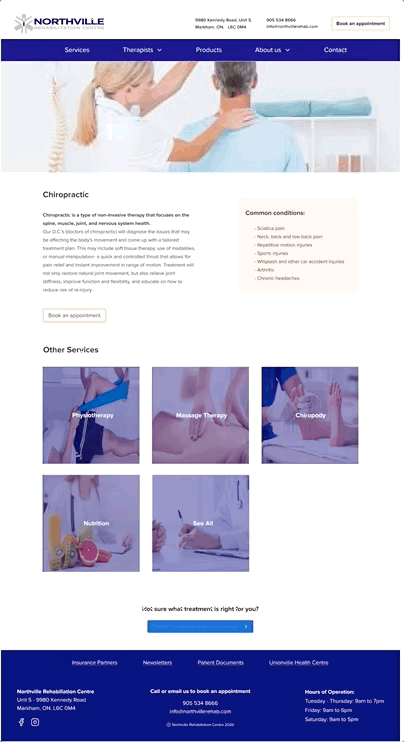 NORTHVILLE
REHABILITATION CENTRE
9980 Kennedy Road, Unit 5.
Markham, ON. L6C 0M4
905 534 8666
info@northvillerehab.com
Book an appointment
Services
Therapists
Products
About us
Contact
Chiropractic
Chiropractic is a type of non-invasive therapy that focuses on the
spine, muscle, joint, and nervous system health.
Our D.C.'s (doctors of chiropractic) will diagnose the issues that may
be affecting the body's movement and come up with a tailored
treatment plan. This may include soft tissue therapy, use of modalities,
or manual manipulation- a quick and controlled thrust that allows for
pain relief and instant improvement in range of motion. Treatment will
not only restore natural joint movement, but also relieve joint
stiffness, improve function and flexibility, and educate on how to
reduce risk of re-injury.
Book an appointment
Common conditions:
- Sciatica pain
- Neck, back and low back pain
- Repetitive motion injuries
- Sports injuries
- Whiplash and other car accident injuries
- Arthritis
- Chronic headaches
Other Services
Physiotherapy
Massage Therapy
Chiropody
Nutrition
See All
Not sure what treatment is right for you?
Insurance Partners
Newsletters
Patient Documents
Unionville Health Centre
Northville Rehabiliation Centre
Unit 5 - 9980 Kennedy Road
Markham, ON. L6C 0M4
Call or email us to book an appointment
905 534 8666
info@northvillerehab.com
© Northville Rehabiliation Centre 2020
Hours of Operation:
Tuesday - Thursday: 9am to 7pm
Friday: 9am to 6pm
Saturday: 9am to 5pm